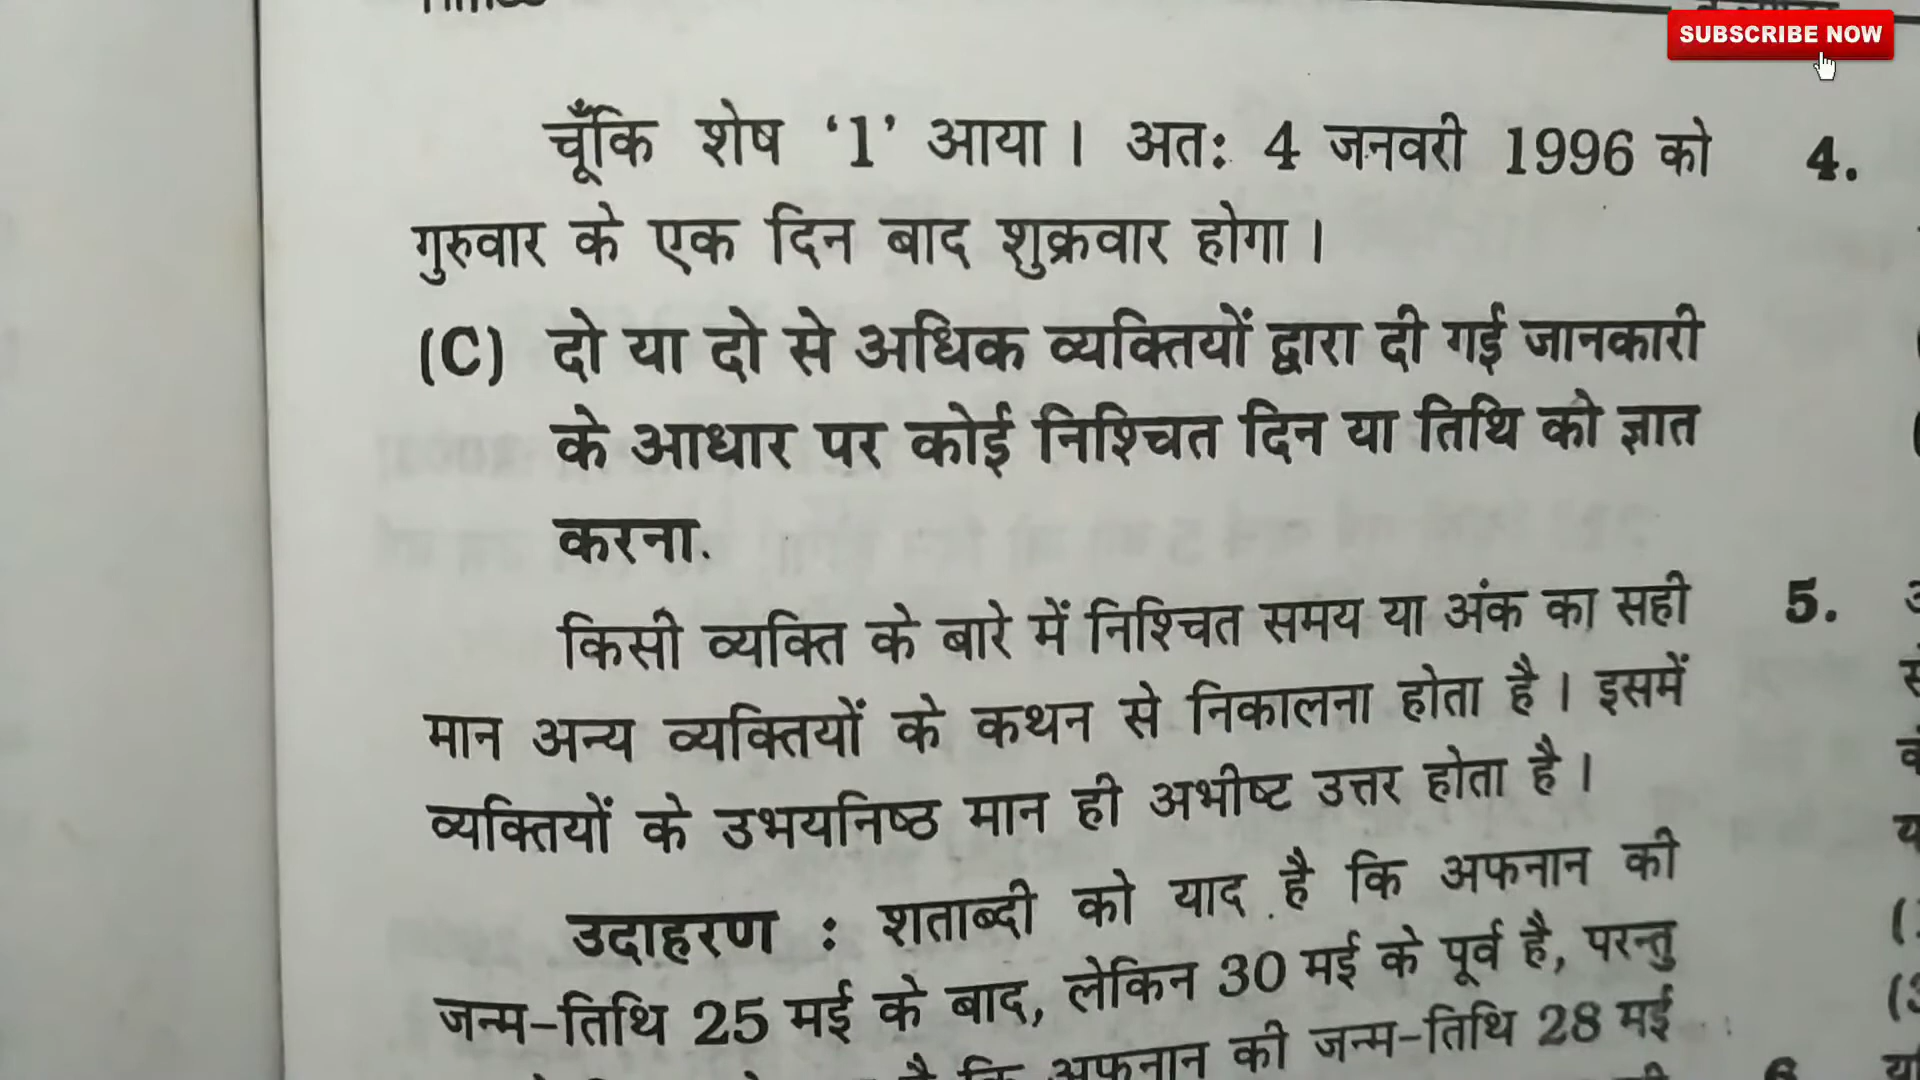 SUBSCRIBE NOW
चूँकि शेष ‘1’ आया। अतः 4 जनवरी 1996 को
गुरुवार के एक दिन बाद शुक्रवार होगा।
(C) दो या दो से अधिक व्यक्तियों द्वारा दी गई जानकारी
के आधार पर कोई निश्चित दिन या तिथि को ज्ञात
करना.
किसी व्यक्ति के बारे में निश्चित समय या अंक का सही
मान अन्य व्यक्तियों के कथन से निकालना होता है। इसमें
व्यक्तियों के उभयनिष्ठ मान ही अभीष्ट उत्तर होता है।
उदाहरण : शताब्दी को याद है कि अफनान की
जन्म-तिथि 25 मई के बाद, लेकिन 30 मई के पूर्व है, परन्तु
है कि अफनान की जन्म-तिथि 28 मई
4.
5.
6